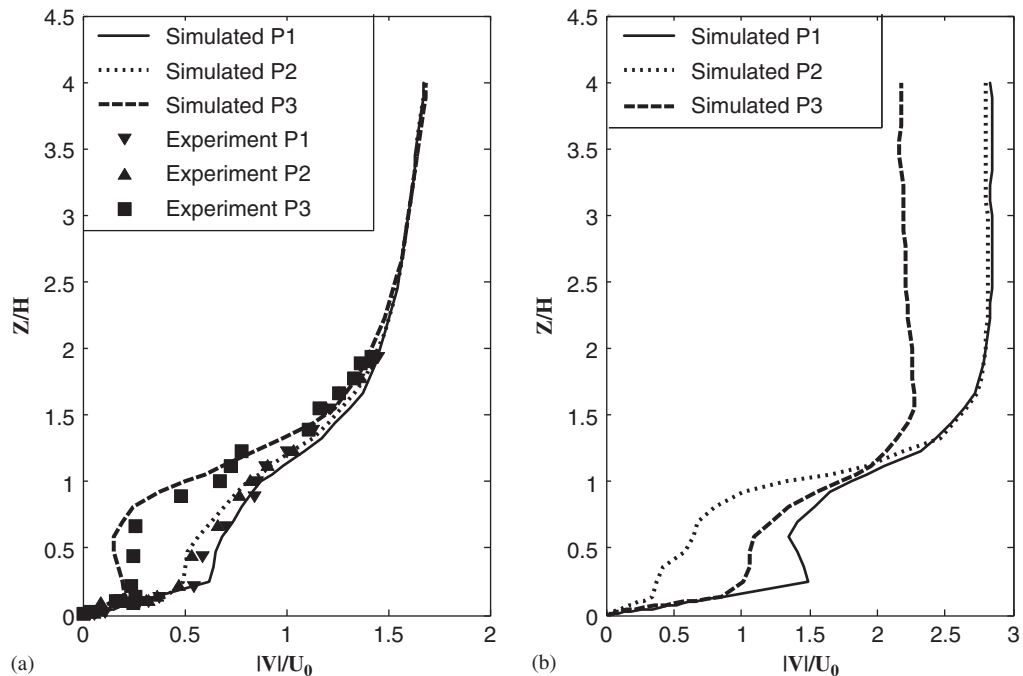 4.5
4
3.5
3
2.5
2
1.5
1
0.5
0
Z/H
Simulated P1
Simulated P2
Simulated P3
Experiment P1
Experiment P2
Experiment P3
0 0.5 1 1.5 2
(a) |V|/U₀
4.5
4
3.5
3
2.5
2
1.5
1
0.5
0
Z/H
Simulated P1
Simulated P2
Simulated P3
0 0.5 1 1.5 2 2.5 3
(b) |V|/U₀